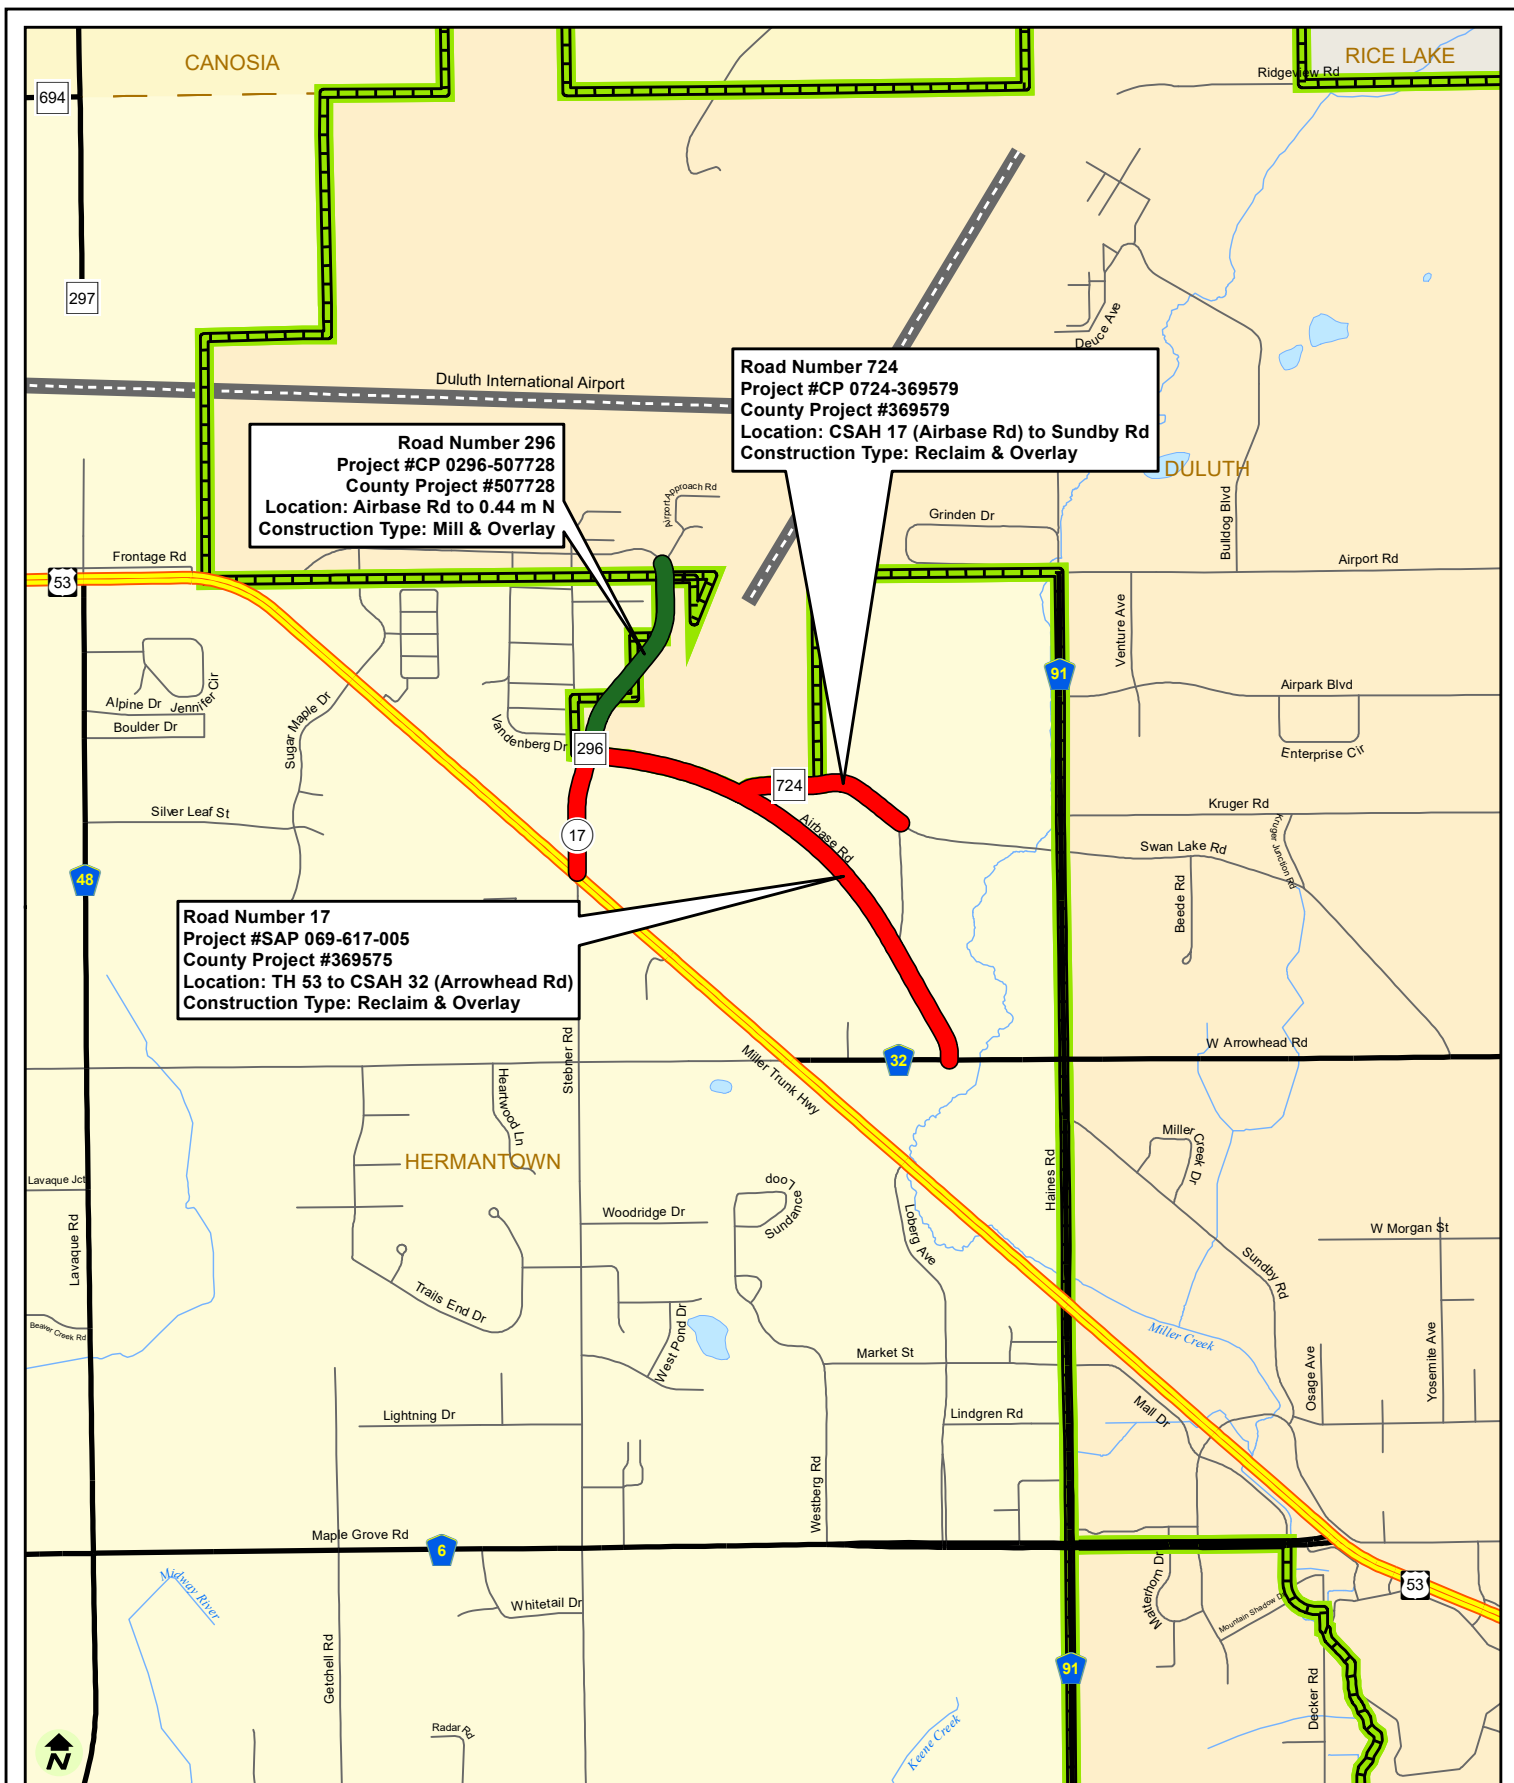 CANOSIA
RICE LAKE
Ridgeview Rd
694
297
Deuce Ave
Duluth International Airport
Road Number 724
Project #CP 0724-369579
County Project #369579
Location: CSAH 17 (Airbase Rd) to Sundby Rd
Construction Type: Reclaim & Overlay
Road Number 296
Project #CP 0296-507728
County Project #507728
Location: Airbase Rd to 0.44 m N
Construction Type: Mill & Overlay
DULUTH
Airport Approach Rd
Grinden Dr
Bulldog Blvd
Frontage Rd
Airport Rd
53
Venture Ave
91
Airpark Blvd
Alpine Dr
Jennifer Cir
Boulder Dr
Sugar Maple Dr
Vandenberg Dr
296
Enterprise Cir
724
Silver Leaf St
17
Airbase Rd
Kruger Rd
Kruger Junction Rd
Swan Lake Rd
48
Beede Rd
Road Number 17
Project #SAP 069-617-005
County Project #369575
Location: TH 53 to CSAH 32 (Arrowhead Rd)
Construction Type: Reclaim & Overlay
Stebner Rd
Miller Trunk Hwy
32
W Arrowhead Rd
Heartwood Ln
HERMANTOWN
Miller Creek Dr
Lavaque Jct
Lavaque Rd
Sundance Loop
Woodridge Dr
Loberg Ave
Haines Rd
W Morgan St
Sundby Rd
Trails End Dr
Beaver Creek Rd
West Pond Dr
Miller Creek
Market St
Osage Ave
Yosemite Ave
Lightning Dr
Lindgren Rd
Mall Dr
Westberg Rd
Maple Grove Rd
6
Midway River
Whitetail Dr
Matterhorn Dr
Mountain Shadow D
53
Getchell Rd
91
Decker Rd
Radar Rd
Keene Creek
N